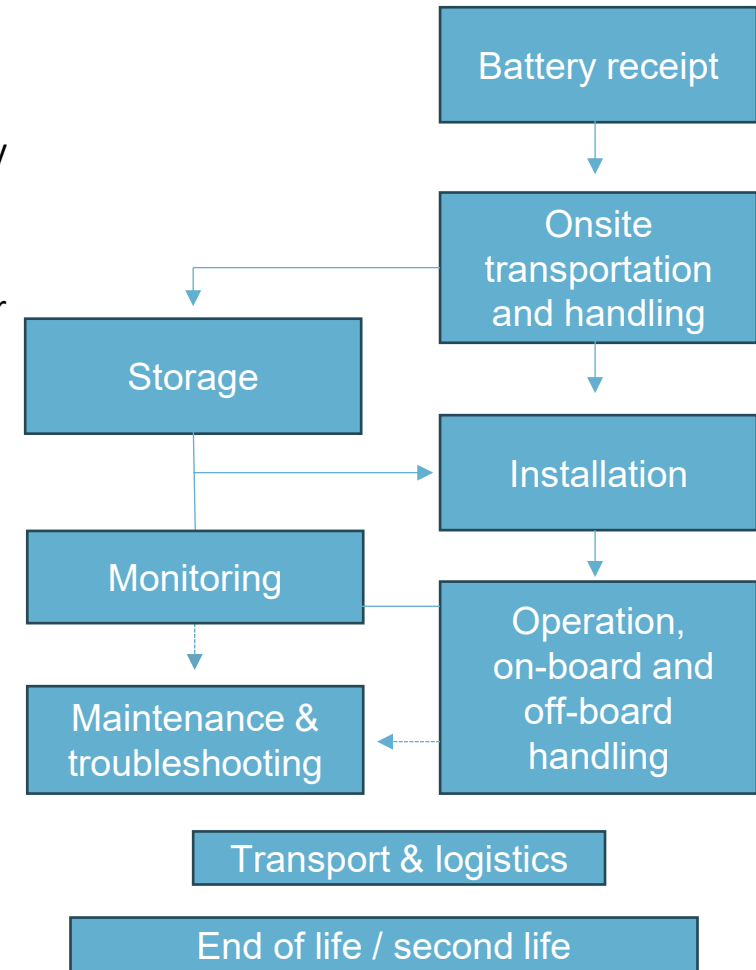 Battery receipt
y
Onsite
transportation
and handling
r
Storage
Installation
Monitoring
Operation,
on-board and
off-board
handling
Maintenance &
troubleshooting
Transport & logistics
End of life / second life